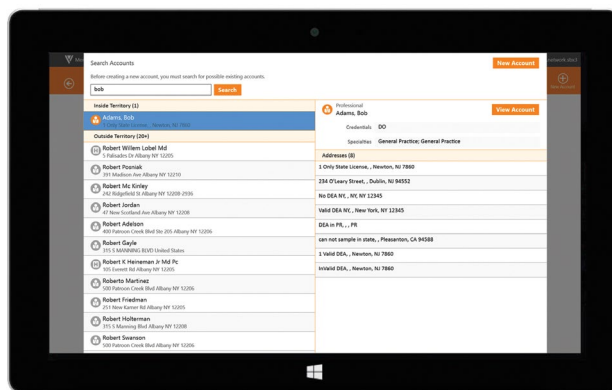 Search Accounts
New Account
Before creating a new account, you must search for possible existing accounts.
bob
Search
Inside Territory (1)
Adams, Bob
1 Only State License, , Newton, NJ 7860
Outside Territory (20+)
Robert Willem Lobel Md
5 Palisades Dr Albany NY 12205
Robert Posniak
391 Madison Ave Albany NY 12210
Robert Mc Kinley
242 Ridgefield St Albany NY 12208-2936
Robert Jordan
47 New Scotland Ave Albany NY 12208
Robert Adelson
400 Patroon Creek Blvd Ste 205 Albany NY 12206
Robert Gayle
315 S MANNING BLVD United States
Robert K Heineman Jr Md Pc
105 Everett Rd Albany NY 12205
Roberto Martinez
500 Patroon Creek Blvd Albany NY 12206
Robert Friedman
251 New Karner Rd Albany NY 12205
Robert Holterman
315 S Manning Blvd Albany NY 12208
Robert Swanson
500 Patroon Creek Blvd Albany NY 12206
Professional
Adams, Bob
View Account
Credentials DO
Specialties General Practice; General Practice
Addresses (8)
1 Only State License, , Newton, NJ 7860
234 O'Leary Street, , Dublin, NJ 94552
No DEA NY, , NY, NY 12345
Valid DEA NY, , New York, NY 12345
DEA in PR, , , PR
can not sample in state, , Pleasanton, CA 94588
1 Valid DEA, , Newton, NJ 7860
InValid DEA, , Newton, NJ 7860